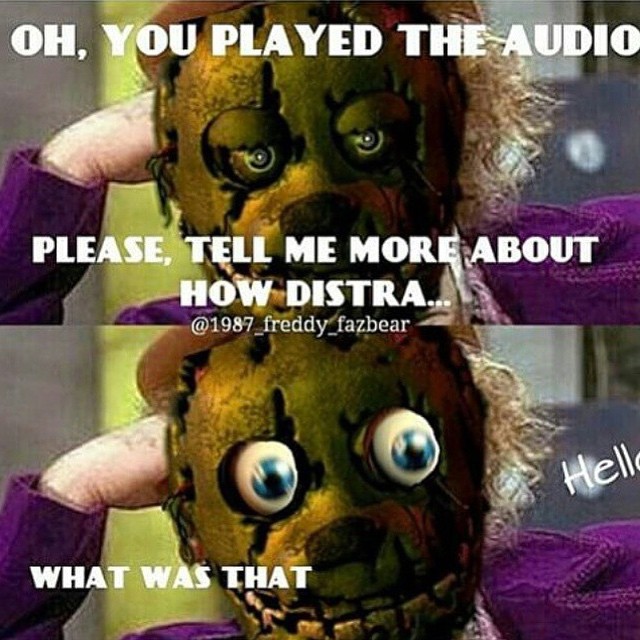 OH, YOU PLAYED THE AUDIO
PLEASE, TELL ME MORE ABOUT
HOW DISTRA...
@1987_freddy_fazbear
Hello
WHAT WAS THAT